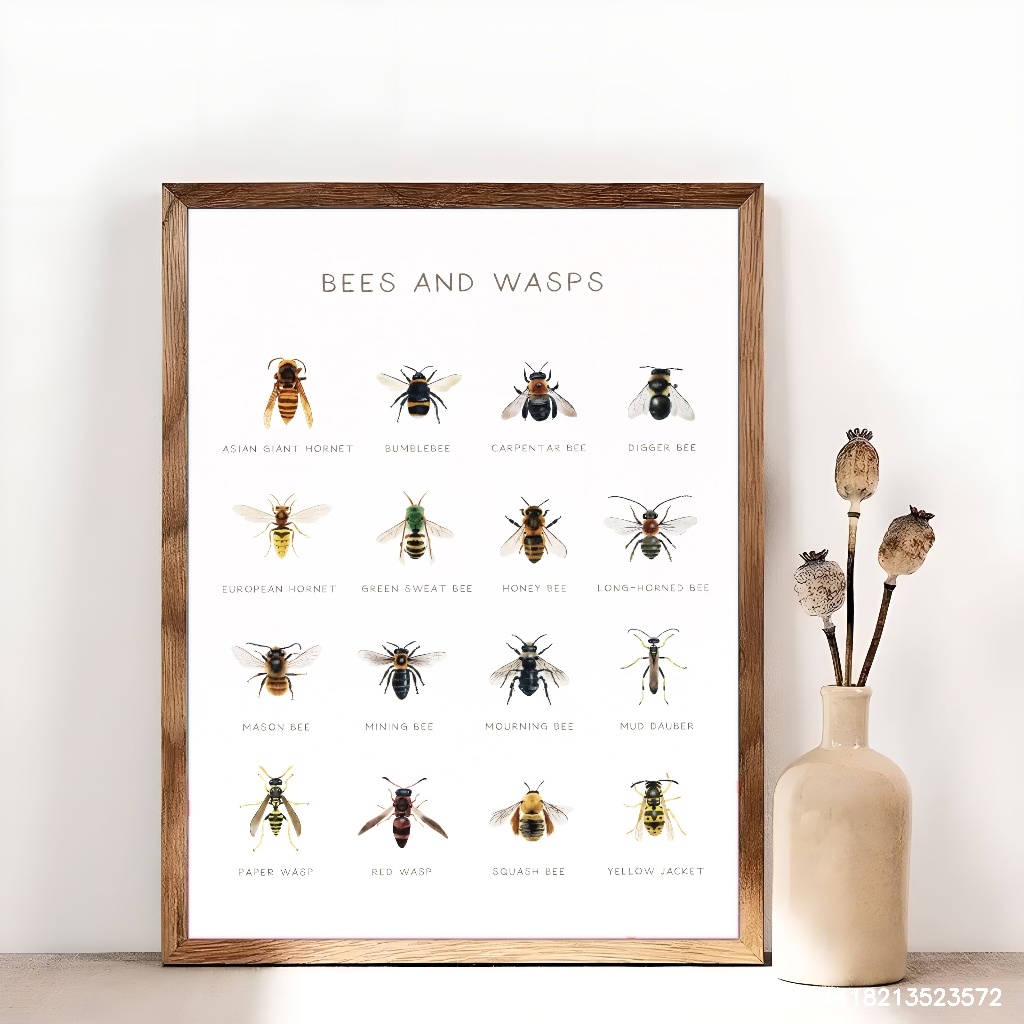 BEES AND WASPS
ASIAN GIANT HORNET
BUMBLEBEE
CARPENTAR BEE
DIGGER BEE
EUROPEAN HORNET
GREEN SWEAT BEE
HONEY BEE
LONG-HORNED BEE
MASON BEE
MINING BEE
MOURNING BEE
MUD DAUBER
PAPER WASP
RED WASP
SQUASH BEE
YELLOW JACKET
18213523572